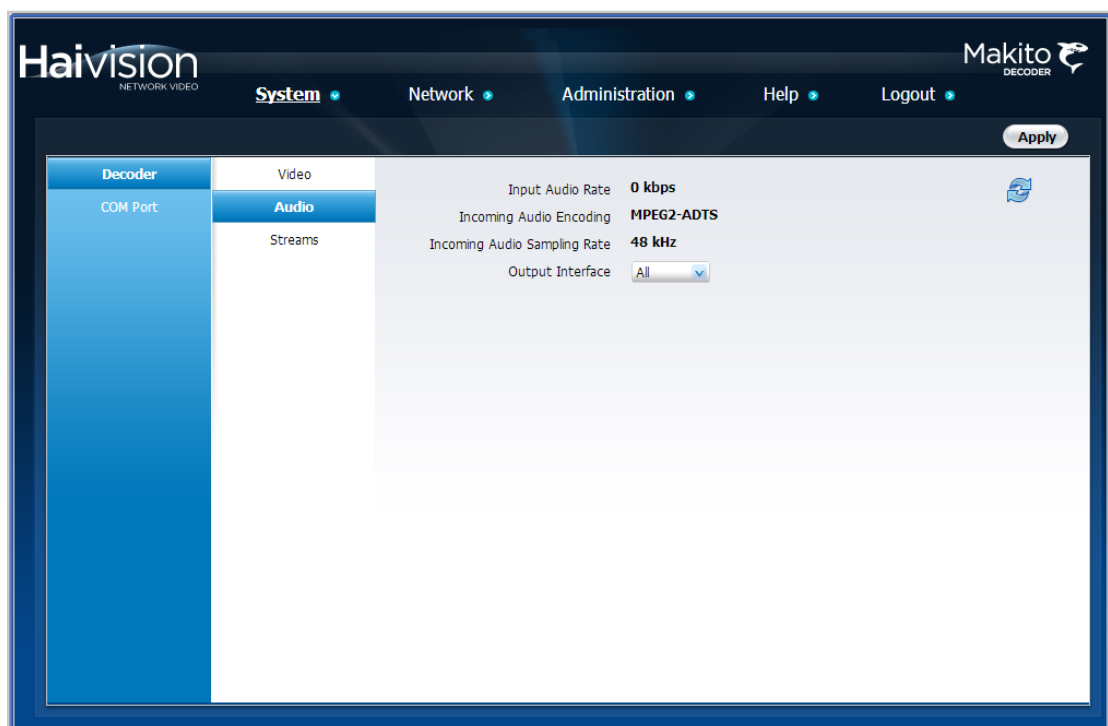 Haivision
NETWORK VIDEO
Makito
DECODER
System Network Administration Help Logout
Apply
Decoder
COM Port
Video
Audio
Streams
Input Audio Rate 0 kbps
Incoming Audio Encoding MPEG2-ADTS
Incoming Audio Sampling Rate 48 kHz
Output Interface All